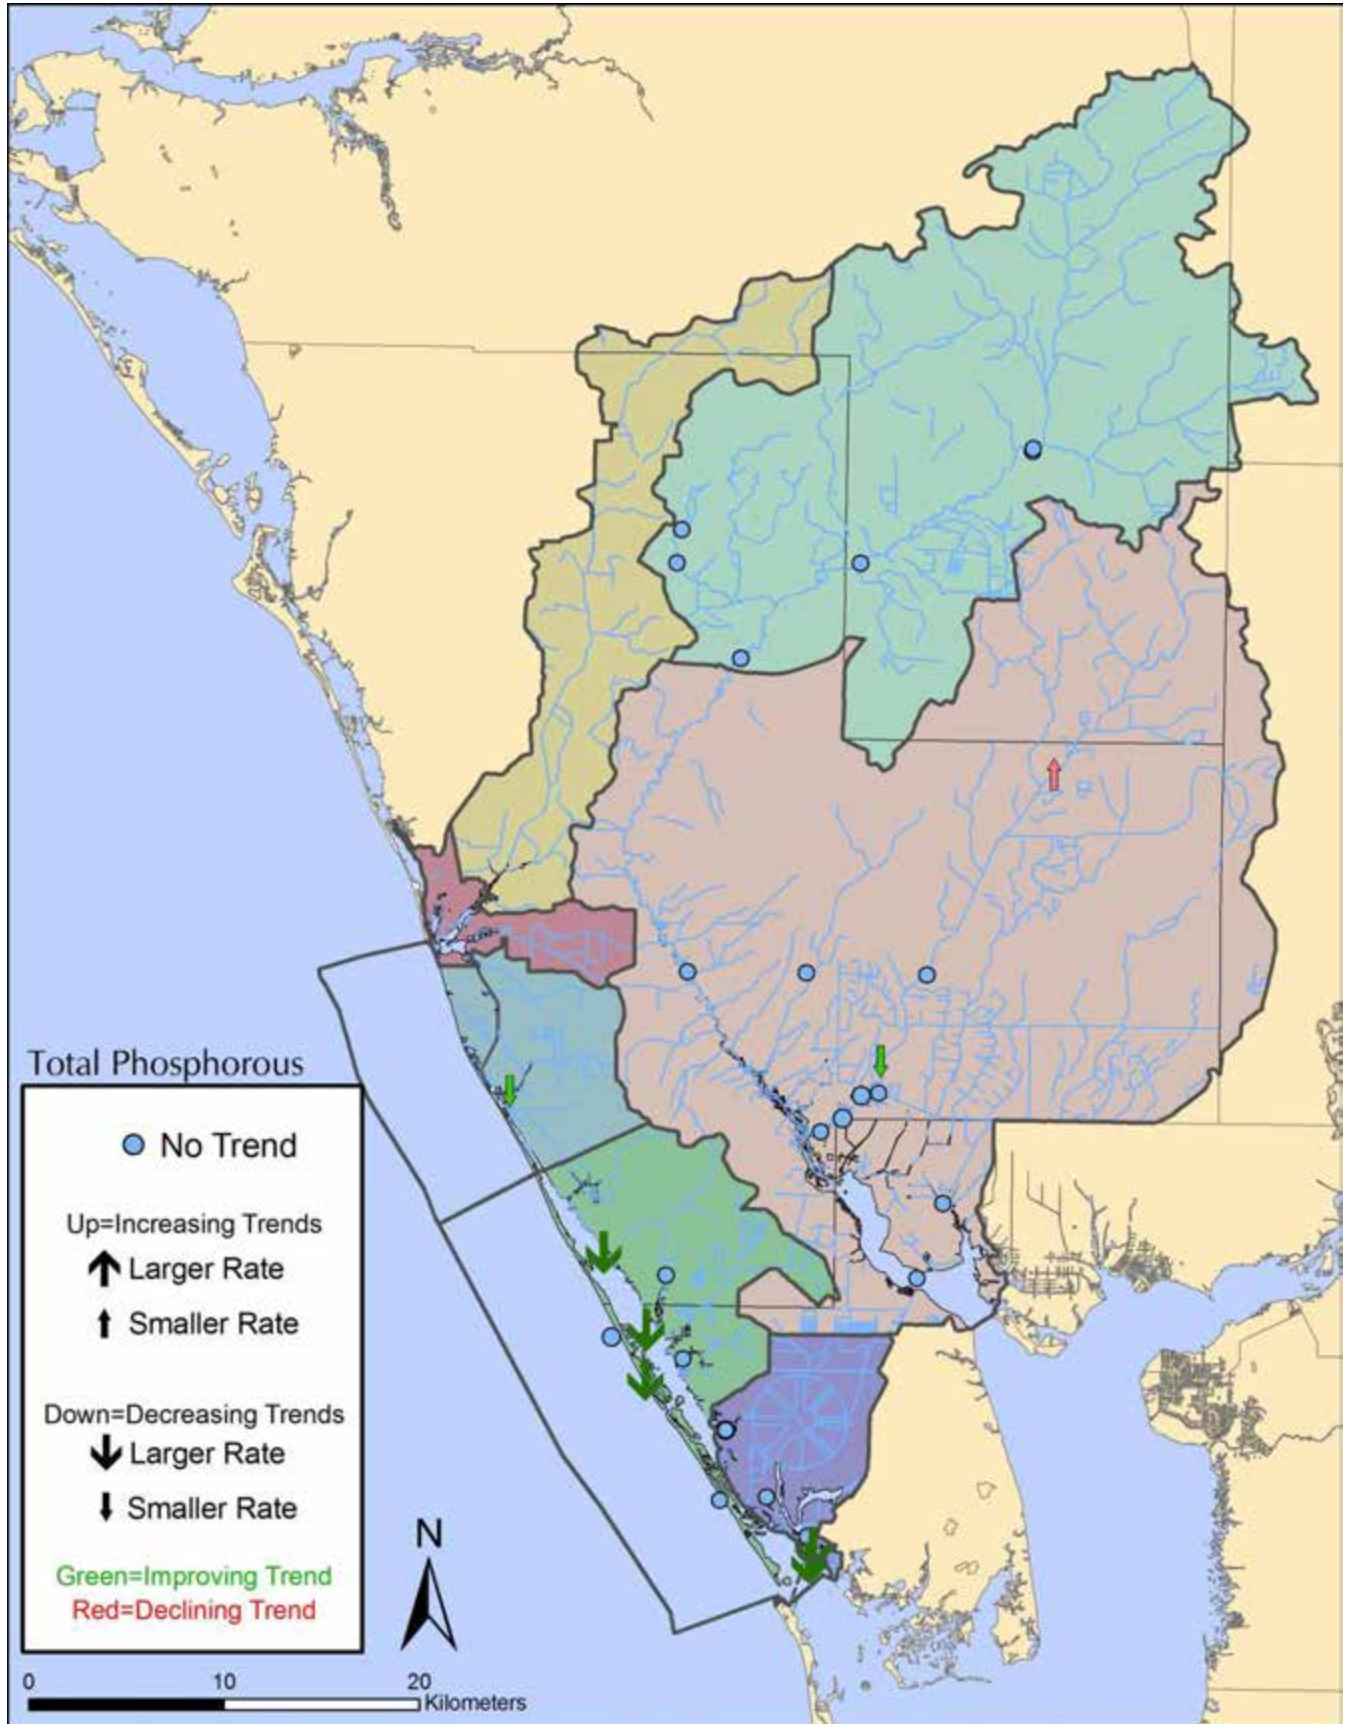 Total Phosphorous
No Trend
Up=Increasing Trends
Larger Rate
Smaller Rate
Down=Decreasing Trends
Larger Rate
Smaller Rate
Green=Improving Trend
Red=Declining Trend
N
0 10 20
Kilometers